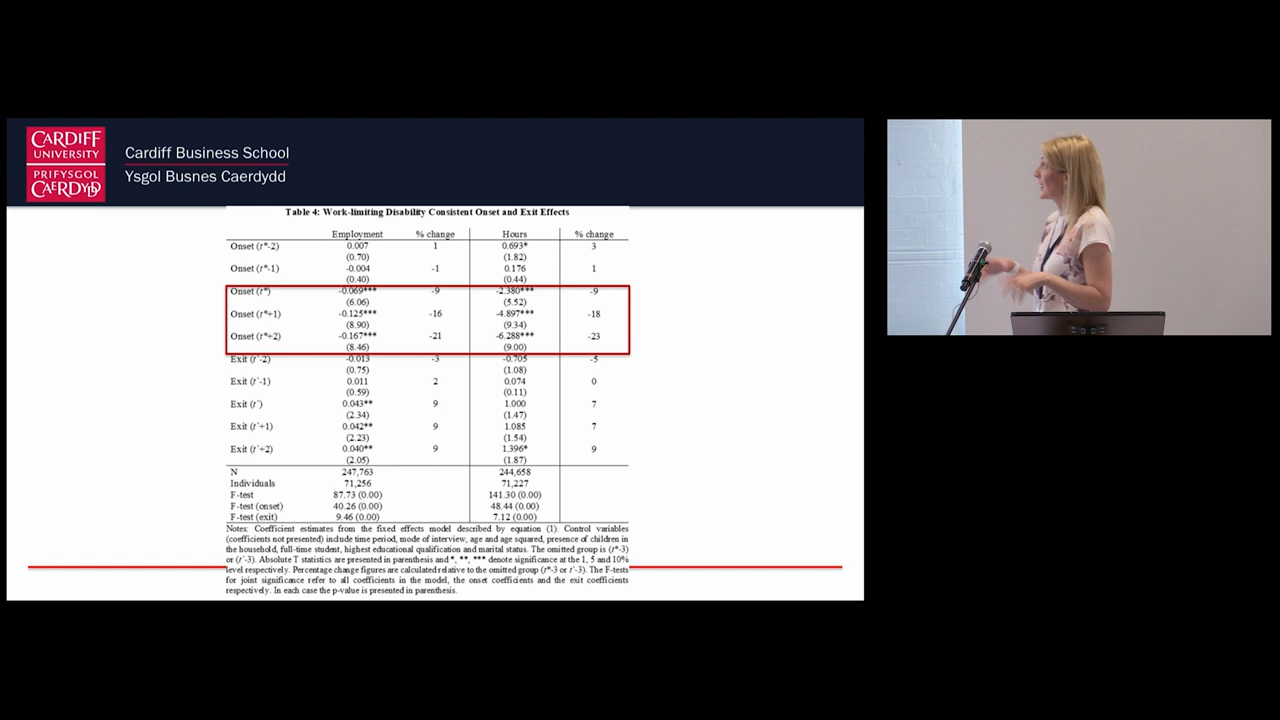 CARDIFF
UNIVERSITY
PRIFYSGOL
CAERDYDD
Cardiff Business School
Ysgol Busnes Caerdydd
Table 4: Work-limiting Disability Consistent Onset and Exit Effects
Employment % change Hours % change
Onset (t*-2) 0.007 1 0.693* 3
(0.70) (1.82)
Onset (t*-1) -0.004 -1 0.176 1
(0.40) (0.44)
Onset (t*) -0.069*** -9 -2.380*** -9
(6.06) (5.52)
Onset (t*+1) -0.125*** -16 -4.897*** -18
(8.90) (9.34)
Onset (t*+2) -0.167*** -21 -6.288*** -23
(8.46) (9.00)
Exit (t`-2) -0.013 -3 -0.705 -5
(0.75) (1.08)
Exit (t`-1) 0.011 2 0.074 0
(0.59) (0.11)
Exit (t`) 0.043** 9 1.000 7
(2.34) (1.47)
Exit (t`+1) 0.042** 9 1.085 7
(2.23) (1.54)
Exit (t`+2) 0.040** 9 1.396* 9
(2.05) (1.87)
N 247,763 244,658
Individuals 71,256 71,227
F-test 87.73 (0.00) 141.30 (0.00)
F-test (onset) 40.26 (0.00) 48.44 (0.00)
F-test (exit) 9.46 (0.00) 7.12 (0.00)
Notes: Coefficient estimates from the fixed effects model described by equation (1). Control variables
(coefficients not presented) include time period, mode of interview, age and age squared, presence of children in
the household, full-time student, highest educational qualification and marital status. The omitted group is (t*-3)
or (t`-3). Absolute T statistics are presented in parenthesis and *, **, *** denote significance at the 1, 5 and 10%
level respectively. Percentage change figures are calculated relative to the omitted group (t*-3 or t`-3). The F-tests
for joint significance refer to all coefficients in the model, the onset coefficients and the exit coefficients
respectively. In each case the p-value is presented in parenthesis.